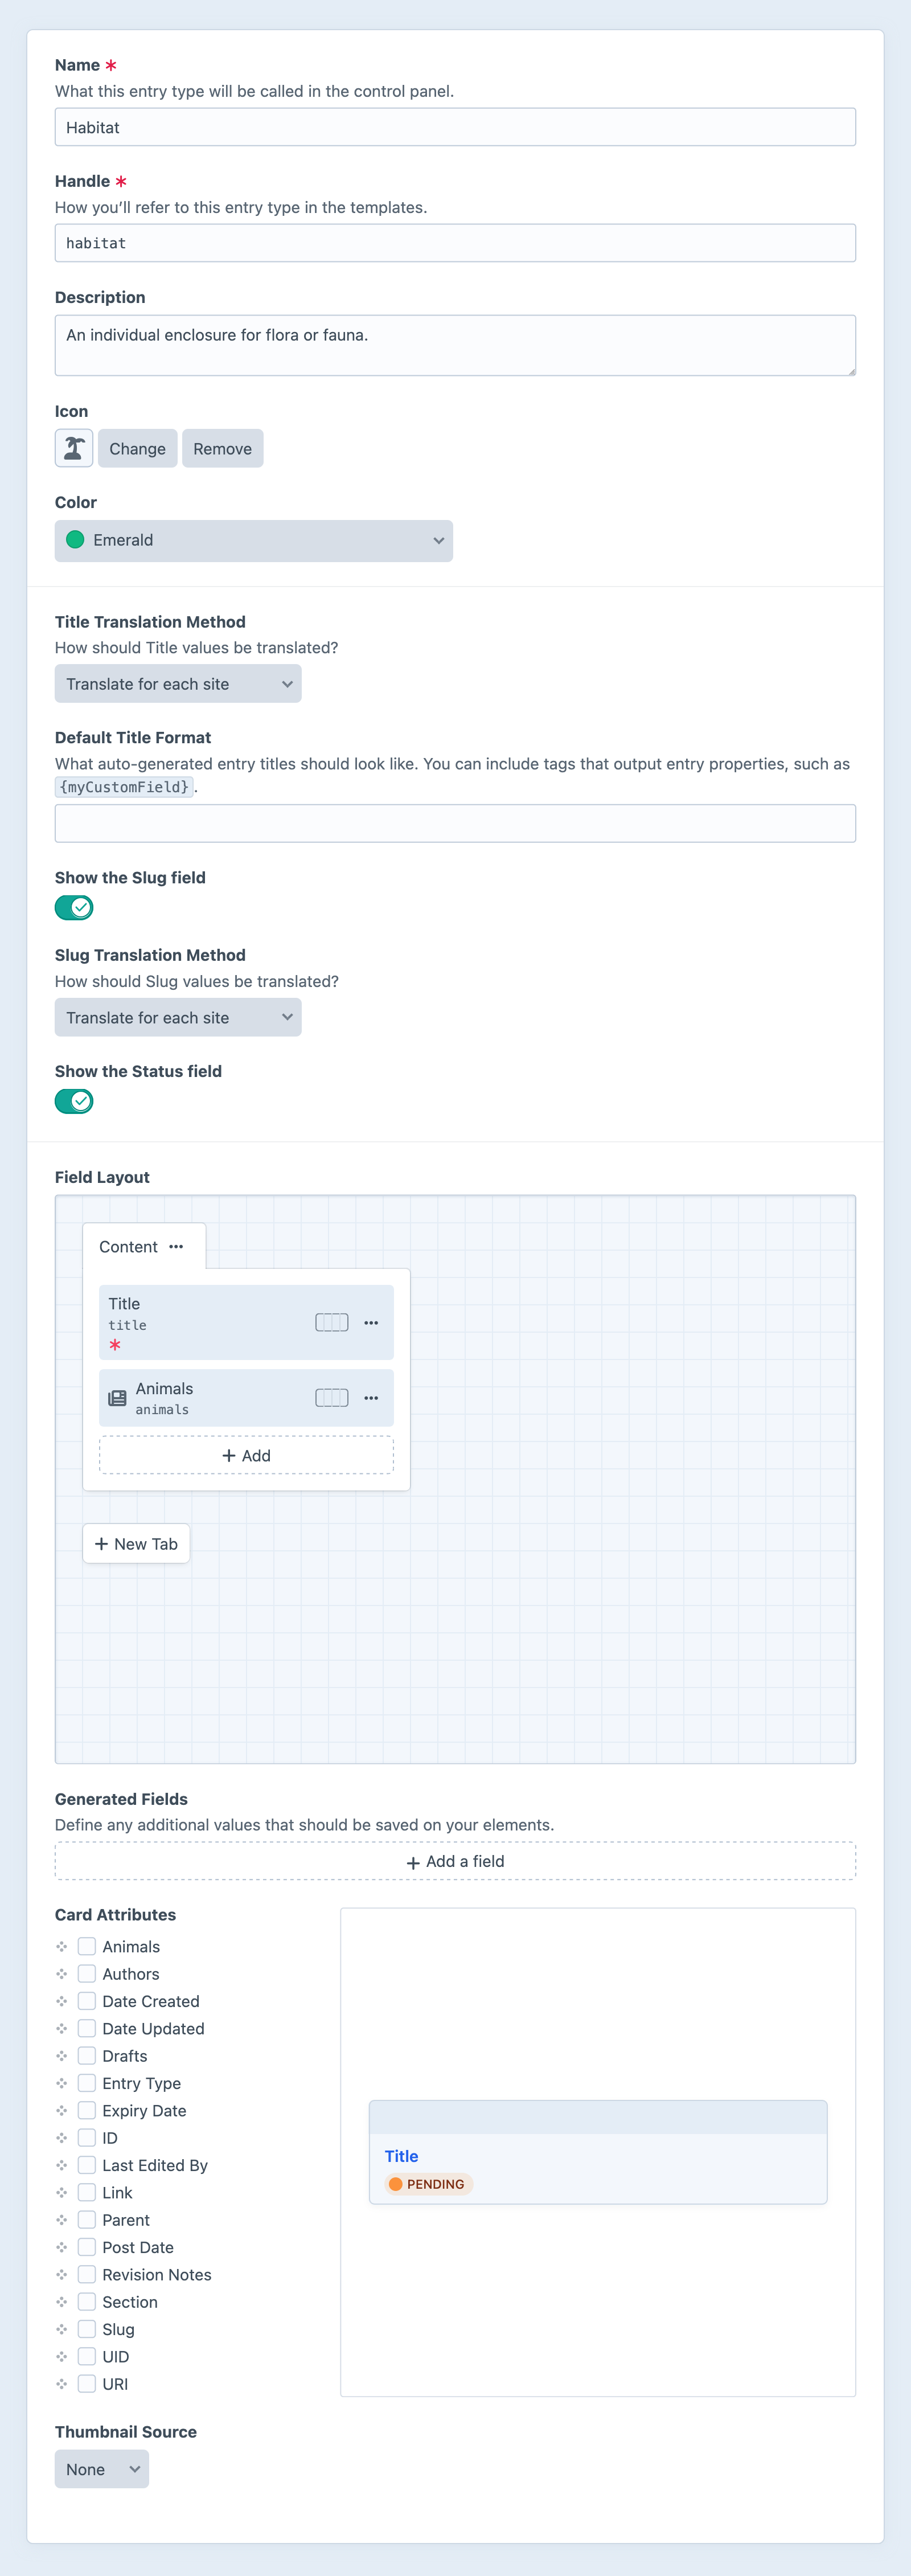 Name *
What this entry type will be called in the control panel.
Habitat
Handle *
How you’ll refer to this entry type in the templates.
habitat
Description
An individual enclosure for flora or fauna.
Icon
Change Remove
Color
Emerald
Title Translation Method
How should Title values be translated?
Translate for each site
Default Title Format
What auto-generated entry titles should look like. You can include tags that output entry properties, such as
{myCustomField}.
Show the Slug field
Slug Translation Method
How should Slug values be translated?
Translate for each site
Show the Status field
Field Layout
Content ···
Title
title
*
Animals
animals
+ Add
+ New Tab
Generated Fields
Define any additional values that should be saved on your elements.
+ Add a field
Card Attributes
Animals
Authors
Date Created
Date Updated
Drafts
Entry Type
Expiry Date
ID
Last Edited By
Link
Parent
Post Date
Revision Notes
Section
Slug
UID
URI
Title
PENDING
Thumbnail Source
None